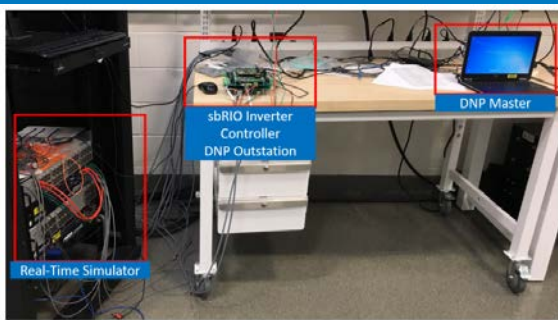 sbRIO Inverter
Controller
DNP Outstation
DNP Master
Real-Time Simulator